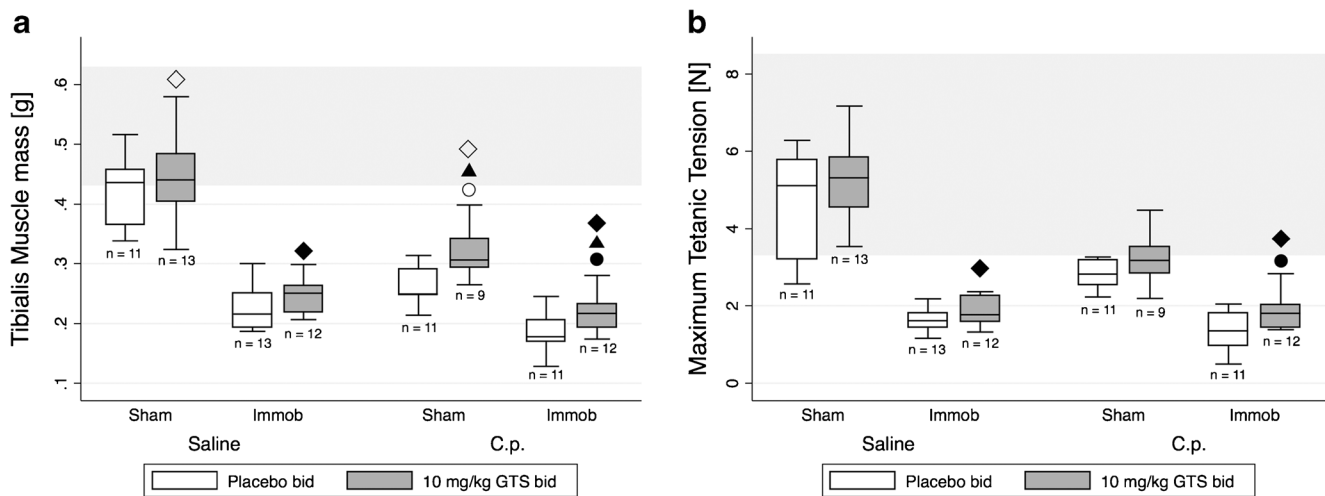 a
Tibialis Muscle mass [g]
.6
.5
.4
.3
.2
.1
n = 11
n = 13
n = 13
n = 12
n = 11
n = 9
n = 11
n = 12
Sham
Immob
Sham
Immob
Saline
C.p.
Placebo bid
10 mg/kg GTS bid
b
Maximum Tetanic Tension [N]
8
6
4
2
0
n = 11
n = 13
n = 13
n = 12
n = 11
n = 9
n = 11
n = 12
Sham
Immob
Sham
Immob
Saline
C.p.
Placebo bid
10 mg/kg GTS bid